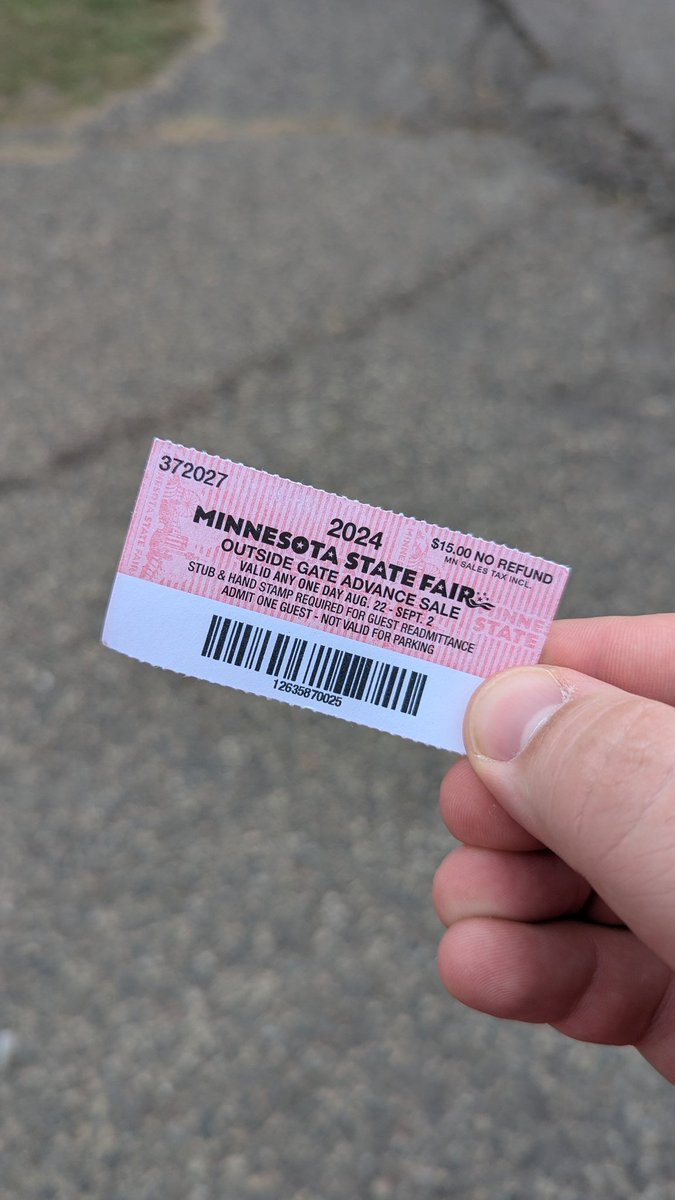 372027
2024
MINNESOTA STATE FAIR
$15.00 NO REFUND
MN SALES TAX INCL.
OUTSIDE GATE ADVANCE SALE
VALID ANY ONE DAY AUG. 22 - SEPT. 2
STUB & HAND STAMP REQUIRED FOR GUEST READMITTANCE
ADMIT ONE GUEST - NOT VALID FOR PARKING
MINNE
STATE
12635870025